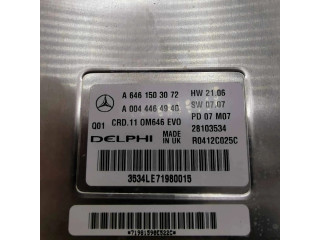 A 646 150 30 72 HW 21.06
A 004 446 49 40 SW 07.07
Q01 CRD.11 OM646 EVO PD 07 M07
DELPHI MADE IN UK 28103534
R0412C025C
3534LE71980015